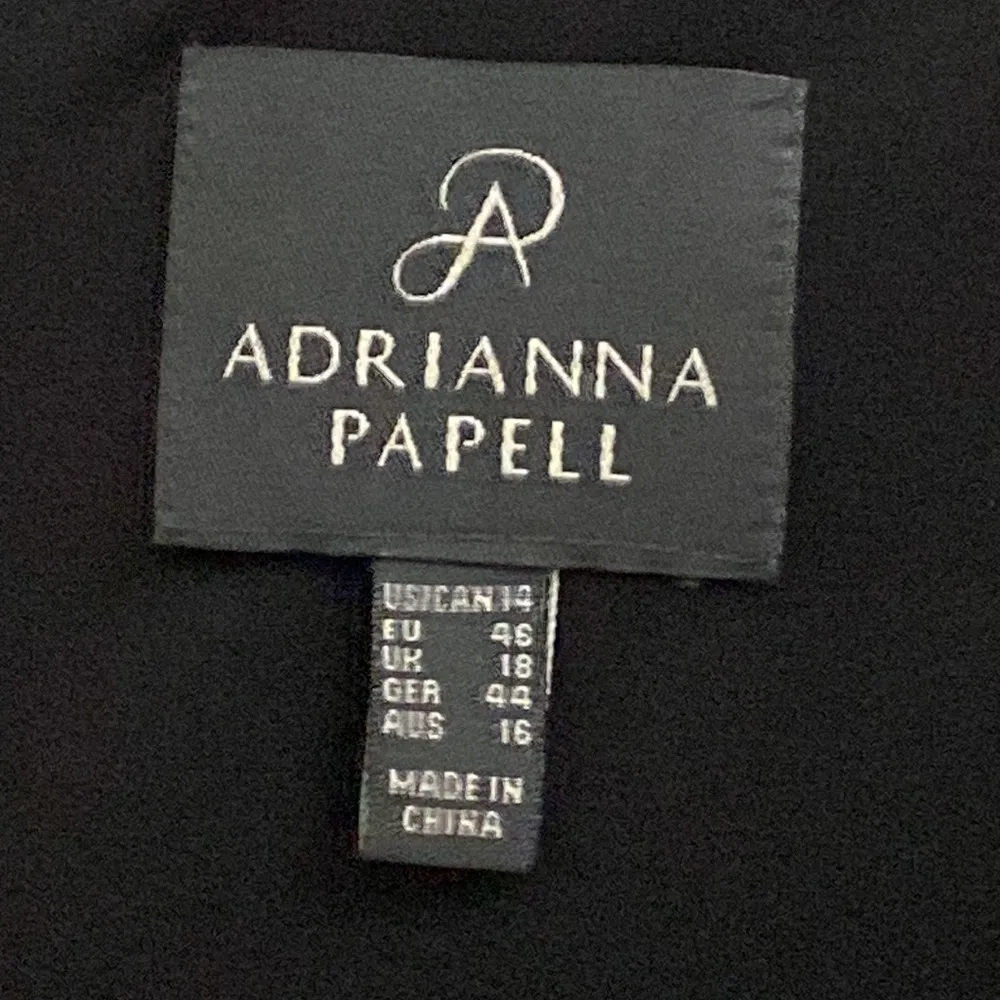 ADRIANNA
PAPELL
US/CAN 14
EU 46
UK 18
GER 44
AUS 16
MADE IN
CHINA